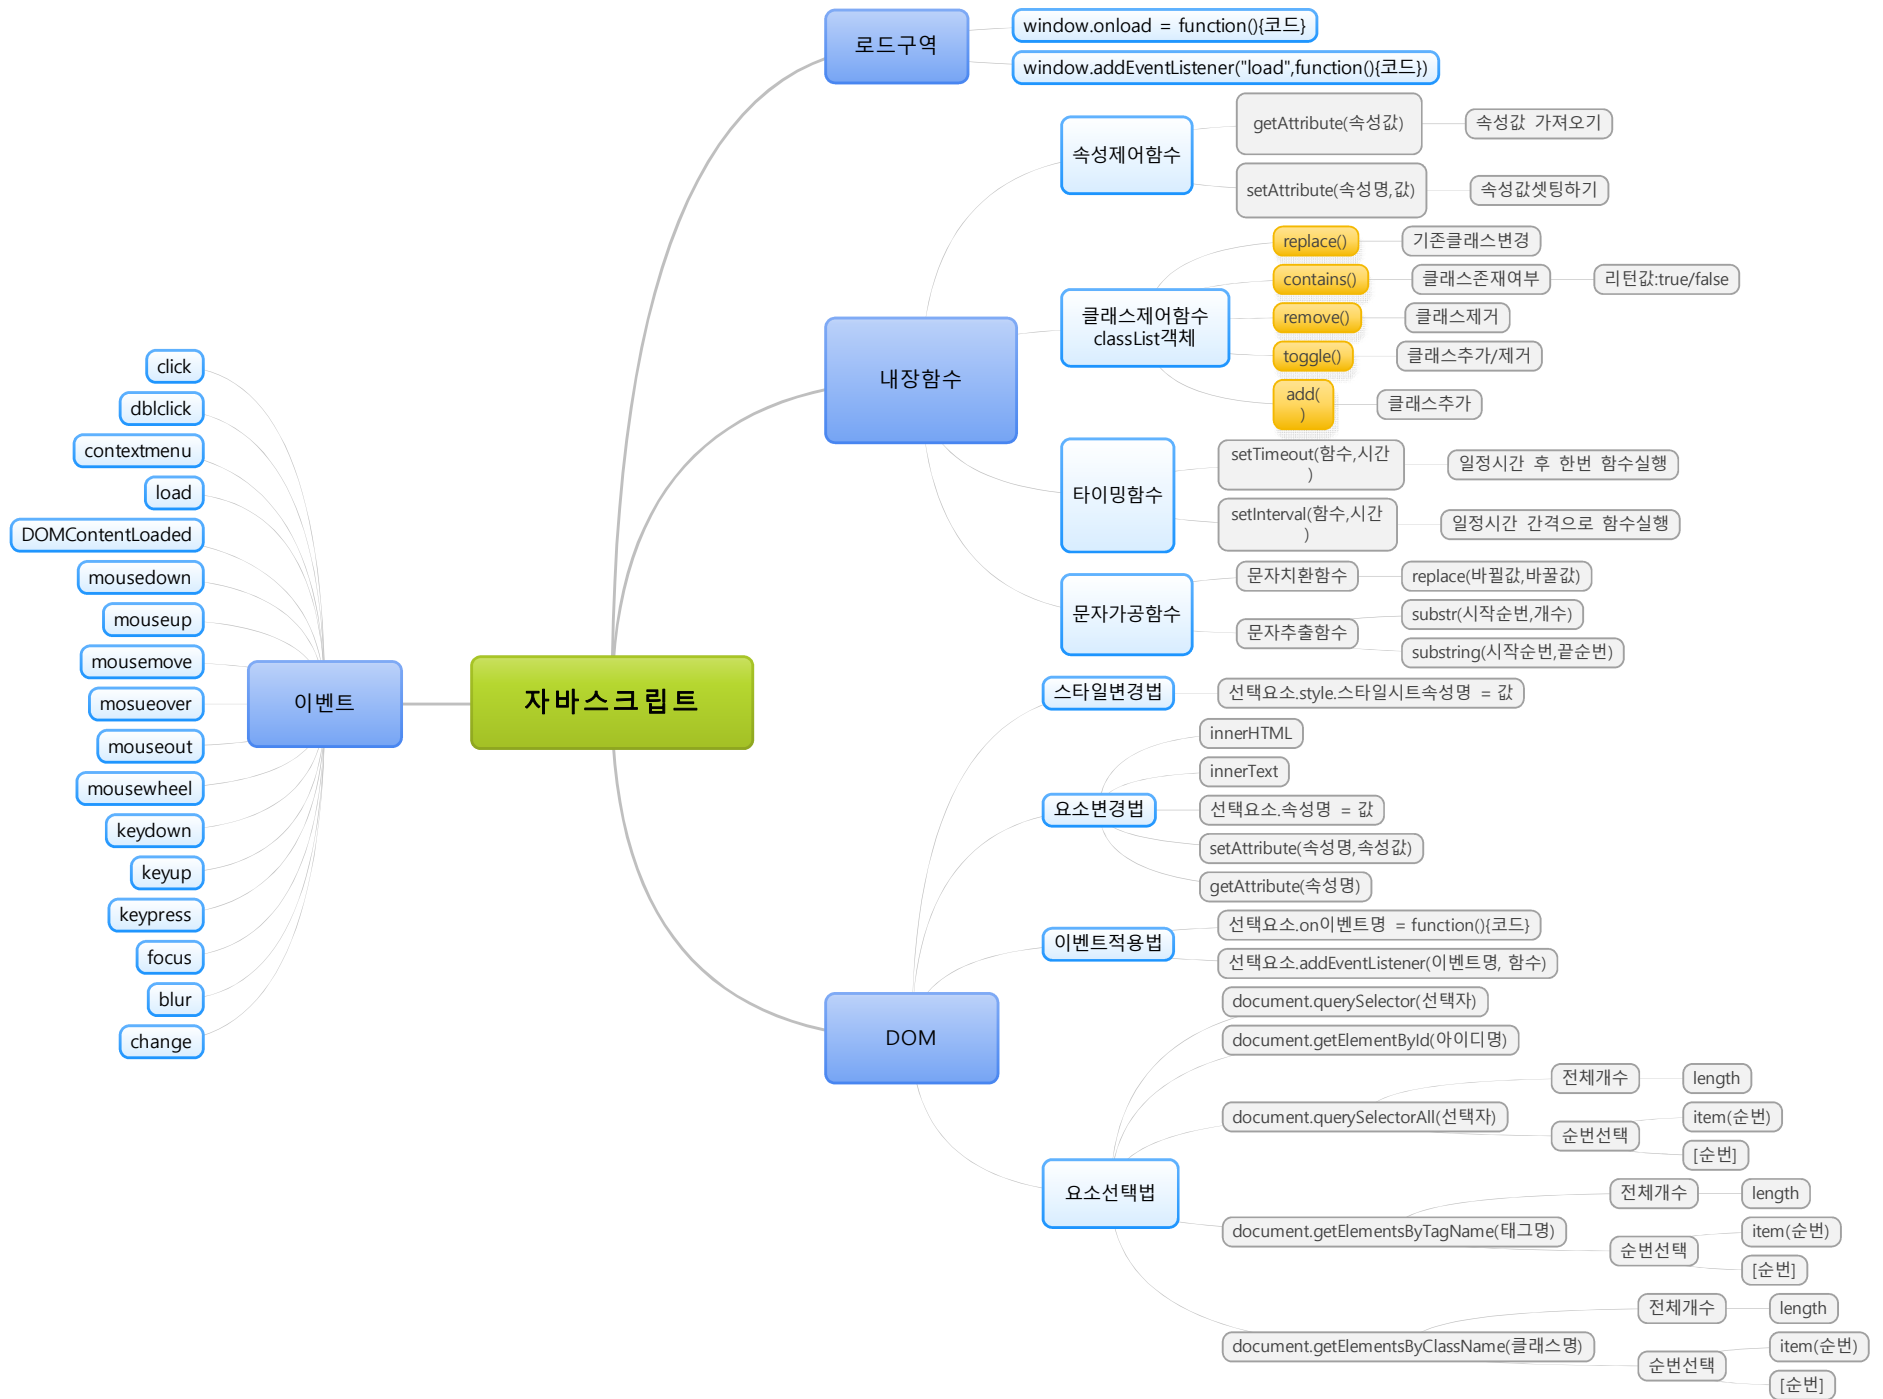 자바스크립트
로드구역
window.onload = function(){코드}
window.addEventListener("load",function(){코드})
내장함수
속성제어함수
getAttribute(속성값)
속성값 가져오기
setAttribute(속성명,값)
속성값셋팅하기
클래스제어함수
classList객체
replace()
기존클래스변경
contains()
클래스존재여부
리턴값:true/false
remove()
클래스제거
toggle()
클래스추가/제거
add(
)
클래스추가
타이밍함수
setTimeout(함수,시간
)
일정시간 후 한번 함수실행
setInterval(함수,시간
)
일정시간 간격으로 함수실행
문자가공함수
문자치환함수
replace(바뀔값,바꿀값)
문자추출함수
substr(시작순번,개수)
substring(시작순번,끝순번)
DOM
스타일변경법
선택요소.style.스타일시트속성명 = 값
요소변경법
innerHTML
innerText
선택요소.속성명 = 값
setAttribute(속성명,속성값)
getAttribute(속성명)
이벤트적용법
선택요소.on이벤트명 = function(){코드}
선택요소.addEventListener(이벤트명, 함수)
요소선택법
document.querySelector(선택자)
document.getElementById(아이디명)
document.querySelectorAll(선택자)
전체개수
length
순번선택
item(순번)
[순번]
document.getElementsByTagName(태그명)
전체개수
length
순번선택
item(순번)
[순번]
document.getElementsByClassName(클래스명)
전체개수
length
순번선택
item(순번)
[순번]
이벤트
click
dblclick
contextmenu
load
DOMContentLoaded
mousedown
mouseup
mousemove
mosueover
mouseout
mousewheel
keydown
keyup
keypress
focus
blur
change